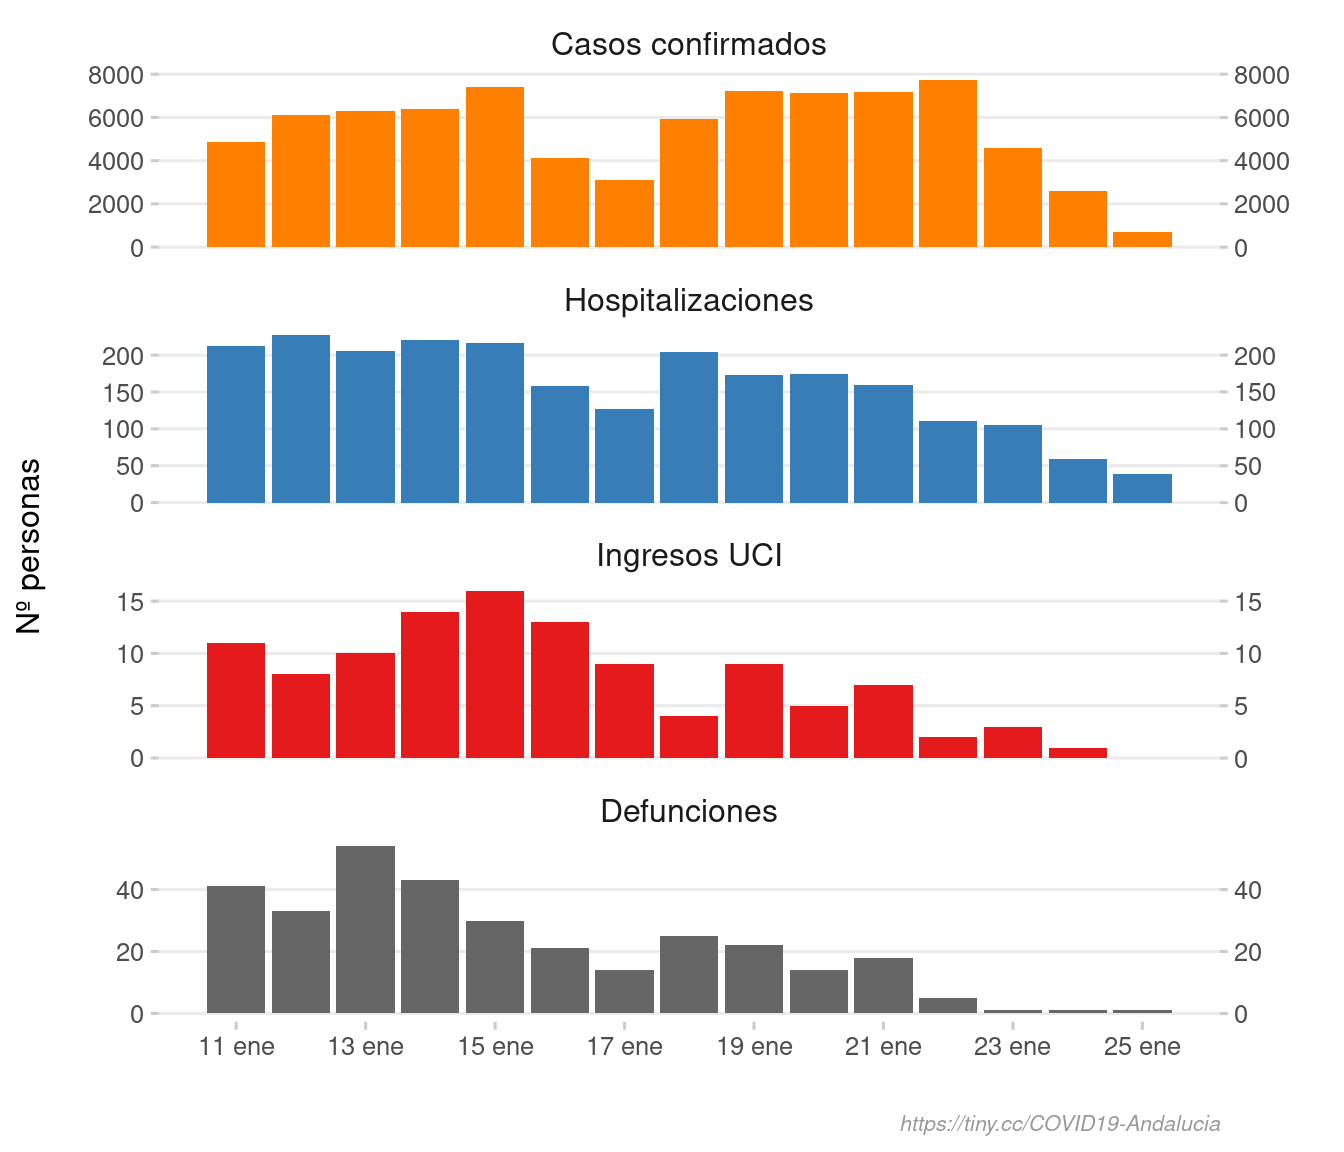 Casos confirmados
8000 8000
6000 6000
4000 4000
2000 2000
0 0
Hospitalizaciones
200 200
150 150
100 100
50 50
0 0
Nº personas
Ingresos UCI
15 15
10 10
5 5
0 0
Defunciones
40 40
20 20
0 0
11 ene 13 ene 15 ene 17 ene 19 ene 21 ene 23 ene 25 ene
https://tiny.cc/COVID19-Andalucia